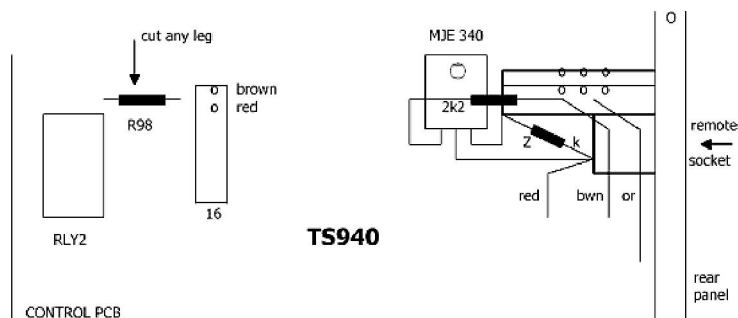 cut any leg
MJE 340
O
brown
red
2k2
R98
remote
Z
k
socket
red
bwn
or
16
RLY2
TS940
rear
panel
CONTROL PCB